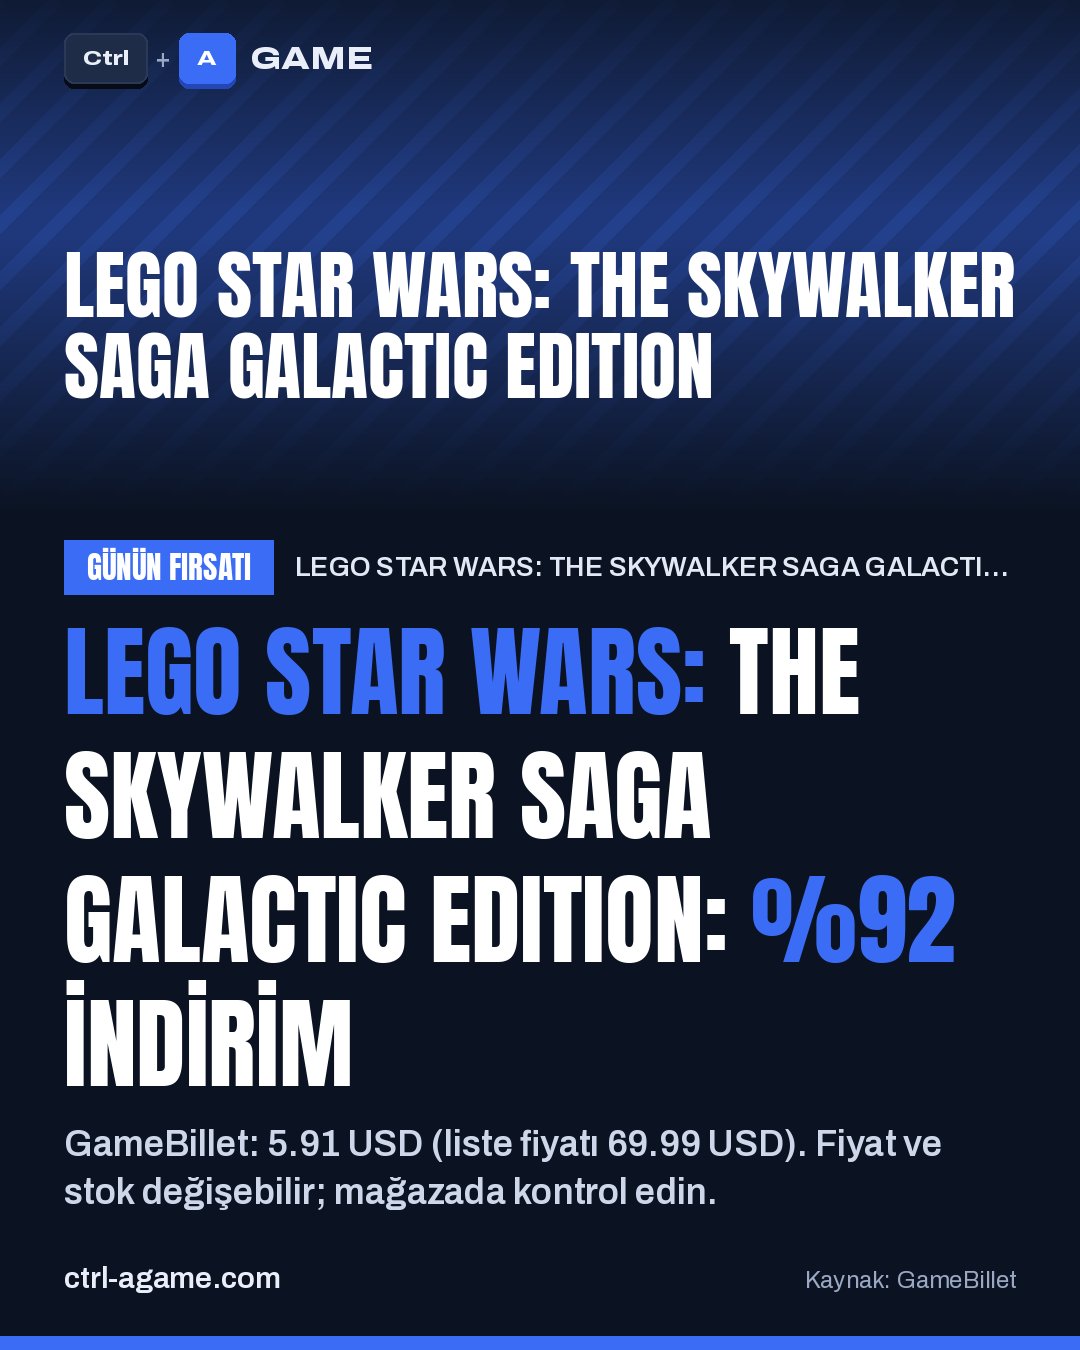 Ctrl + A GAME
LEGO STAR WARS: THE SKYWALKER
SAGA GALACTIC EDITION
GÜNÜN FIRSATI LEGO STAR WARS: THE SKYWALKER SAGA GALACTI...
LEGO STAR WARS: THE
SKYWALKER SAGA
GALACTIC EDITION: %92
İNDİRİM
GameBillet: 5.91 USD (liste fiyatı 69.99 USD). Fiyat ve
stok değişebilir; mağazada kontrol edin.
ctrl-agame.com
Kaynak: GameBillet